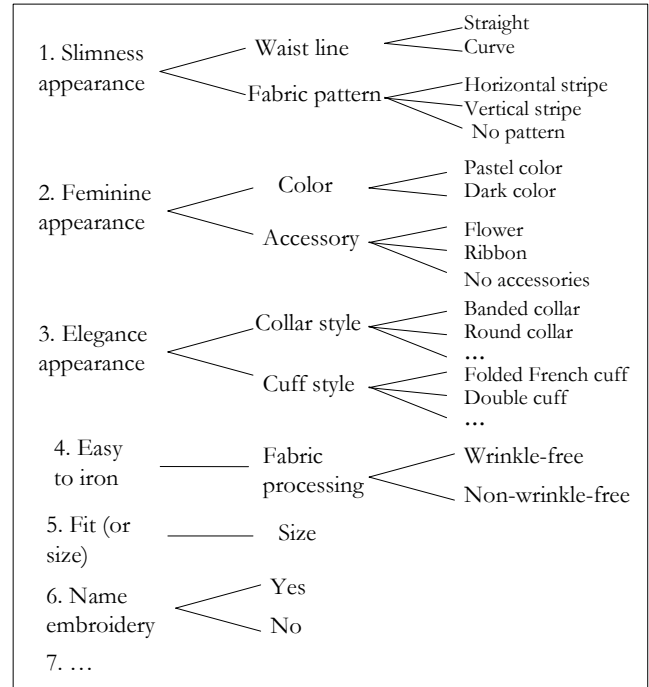 1. Slimness
appearance
Waist line
Straight
Curve
Fabric pattern
Horizontal stripe
Vertical stripe
No pattern
2. Feminine
appearance
Color
Pastel color
Dark color
Accessory
Flower
Ribbon
No accessories
3. Elegance
appearance
Collar style
Banded collar
Round collar
...
Cuff style
Folded French cuff
Double cuff
...
4. Easy
to iron
Fabric
processing
Wrinkle-free
Non-wrinkle-free
5. Fit (or
size)
Size
6. Name
embroidery
Yes
No
7. ...